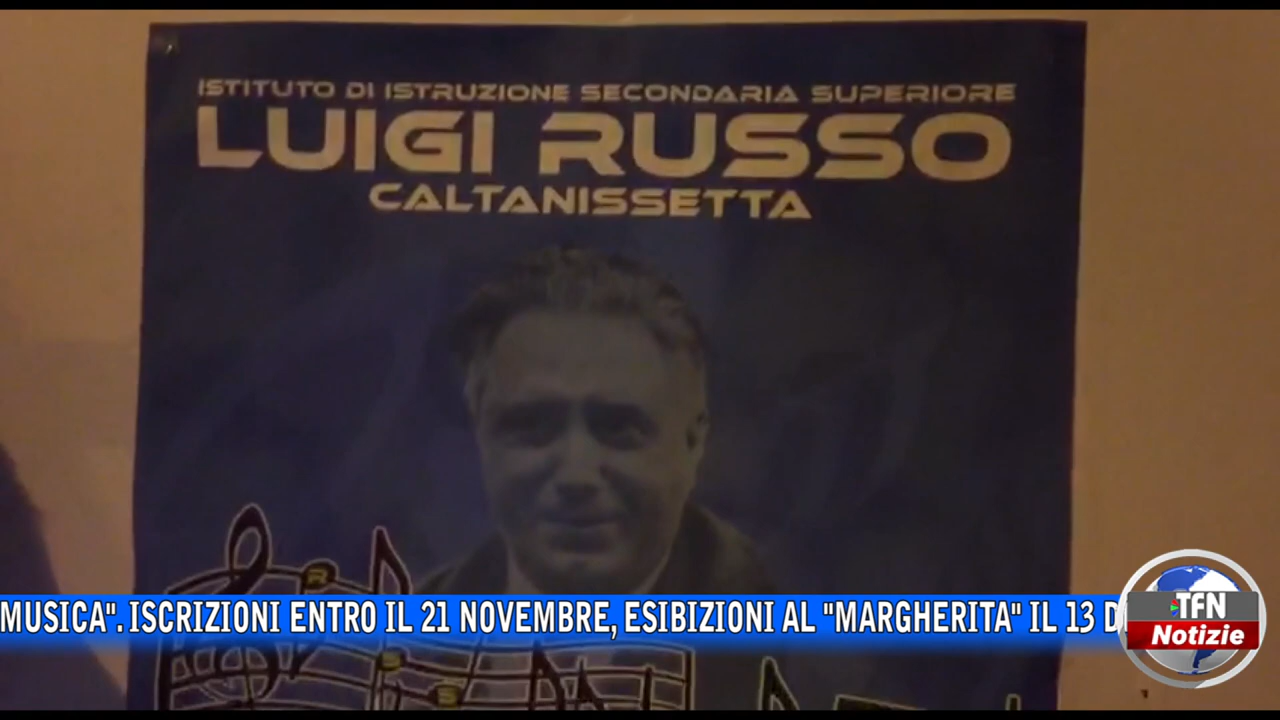 ISTITUTO DI ISTRUZIONE SECONDARIA SUPERIORE
LUIGI RUSSO
CALTANISSETTA
R
S
MUSICA". ISCRIZIONI ENTRO IL 21 NOVEMBRE, ESIBIZIONI AL "MARGHERITA" IL 13
TFN
Notizie